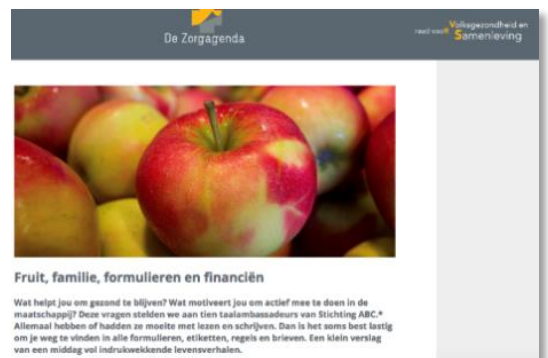 De Zorgagenda
raad voor Volksgezondheid en
Samenleving
Fruit, familie, formulieren en financiën
Wat helpt jou om gezond te blijven? Wat motiveert jou om actief mee te doen in de
maatschappij? Deze vragen stelden we aan tien taalambassadeurs van Stichting ABC.*
Allemaal hebben of hadden ze moeite met lezen en schrijven. Dan is het soms best lastig
om je weg te vinden in alle formulieren, etiketten, regels en brieven. Een klein verslag
van een middag vol indrukwekkende levensverhalen.